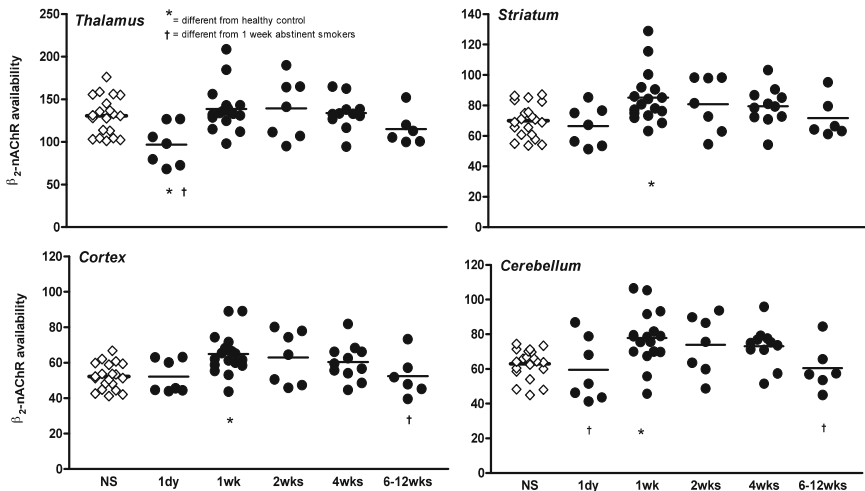 Thalamus
* = different from healthy control
† = different from 1 week abstinent smokers
β2-nAChR availability
250
200
150
100
50
0
* †
Striatum
140
120
100
80
60
40
20
0
*
Cortex
β2-nAChR availability
120
100
80
60
40
20
0
* †
NS 1dy 1wk 2wks 4wks 6-12wks
Cerebellum
120
100
80
60
40
20
0
† * †
NS 1dy 1wk 2wks 4wks 6-12wks